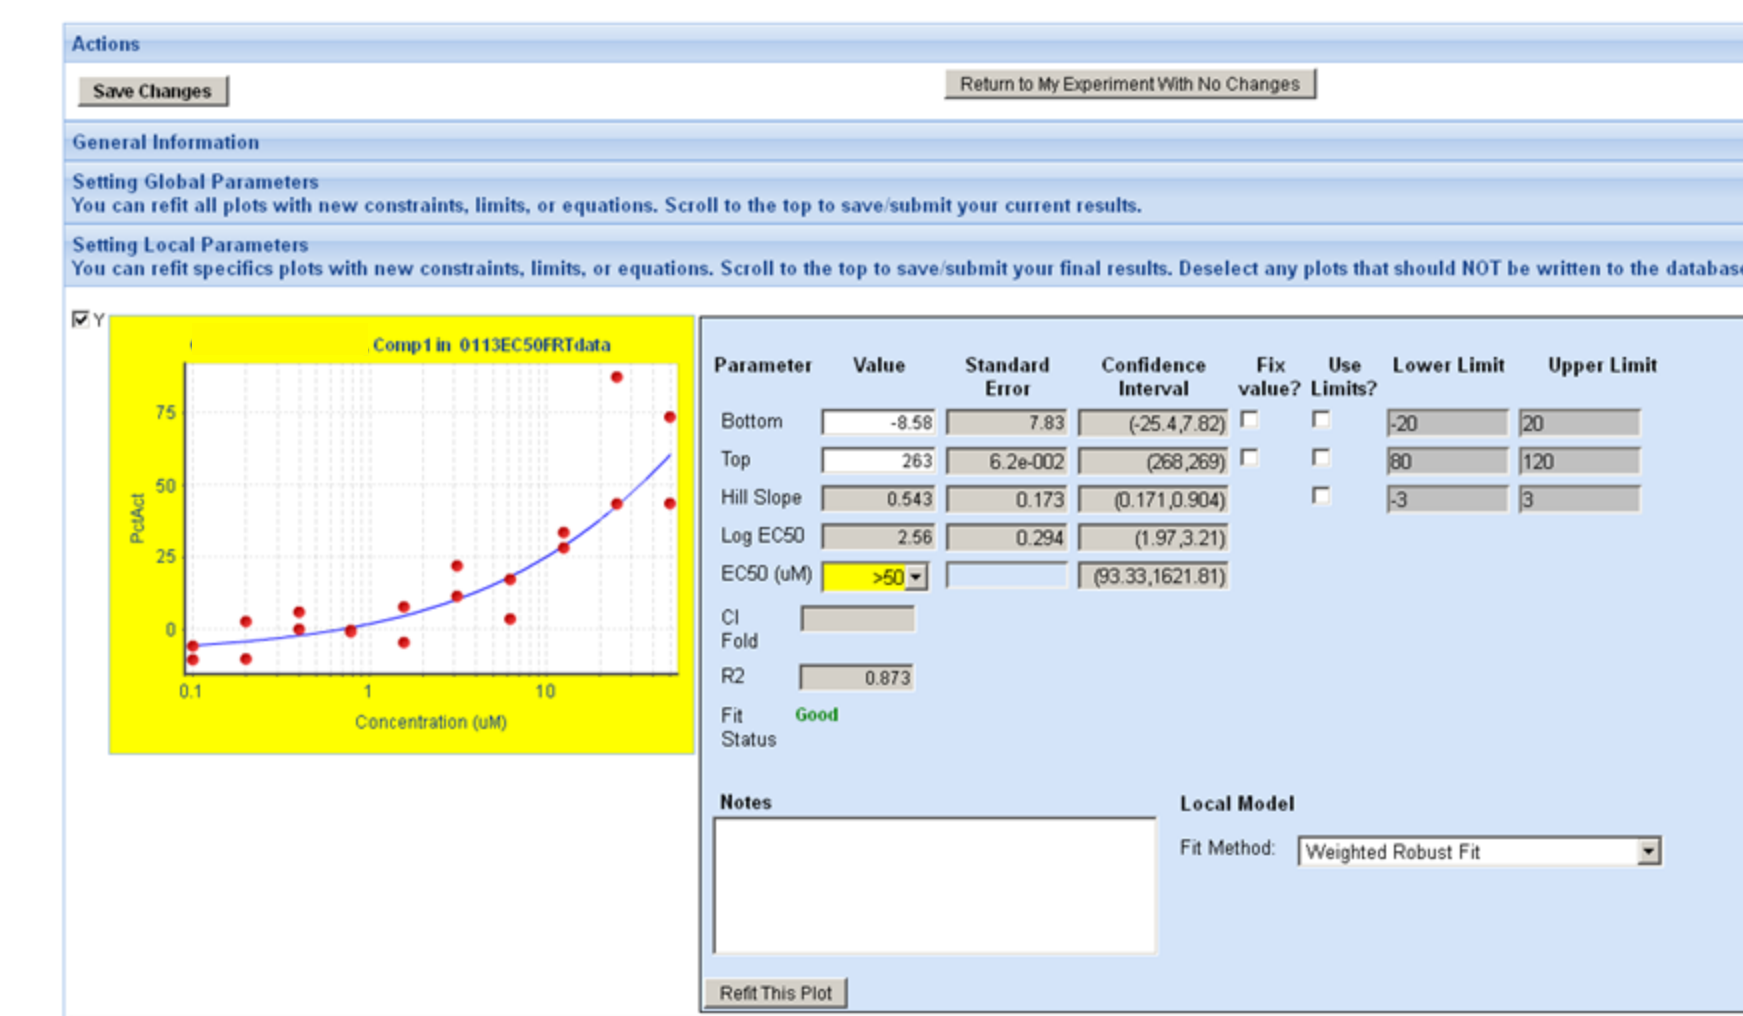 Actions
Save Changes
Return to My Experiment With No Changes
General Information
Setting Global Parameters
You can refit all plots with new constraints, limits, or equations. Scroll to the top to save/submit your current results.
Setting Local Parameters
You can refit specifics plots with new constraints, limits, or equations. Scroll to the top to save/submit your final results. Deselect any plots that should NOT be written to the database
Y
Comp1 in 0113EC50FRTdata
PctAct
75
50
25
0
0.1 1 10
Concentration (uM)
Parameter Value Standard Error Confidence Interval Fix value? Use Limits? Lower Limit Upper Limit
Bottom -8.58 7.83 (-25.4,7.82) -20 20
Top 263 6.2e-002 (268,269) 80 120
Hill Slope 0.543 0.173 (0.171,0.904) -3 3
Log EC50 2.56 0.294 (1.97,3.21)
EC50 (uM) >50 (93.33,1621.81)
CI Fold
R2 0.873
Fit Status Good
Notes
Local Model
Fit Method: Weighted Robust Fit
Refit This Plot